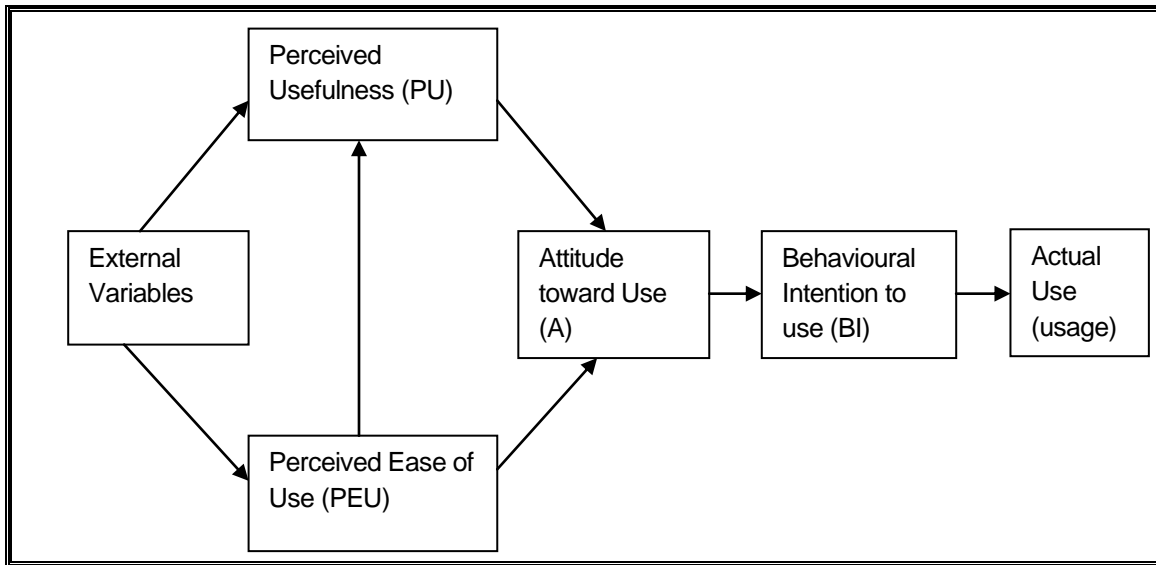 Perceived
Usefulness (PU)
External
Variables
Attitude
toward Use
(A)
Behavioural
Intention to
use (BI)
Actual
Use
(usage)
Perceived Ease of
Use (PEU)